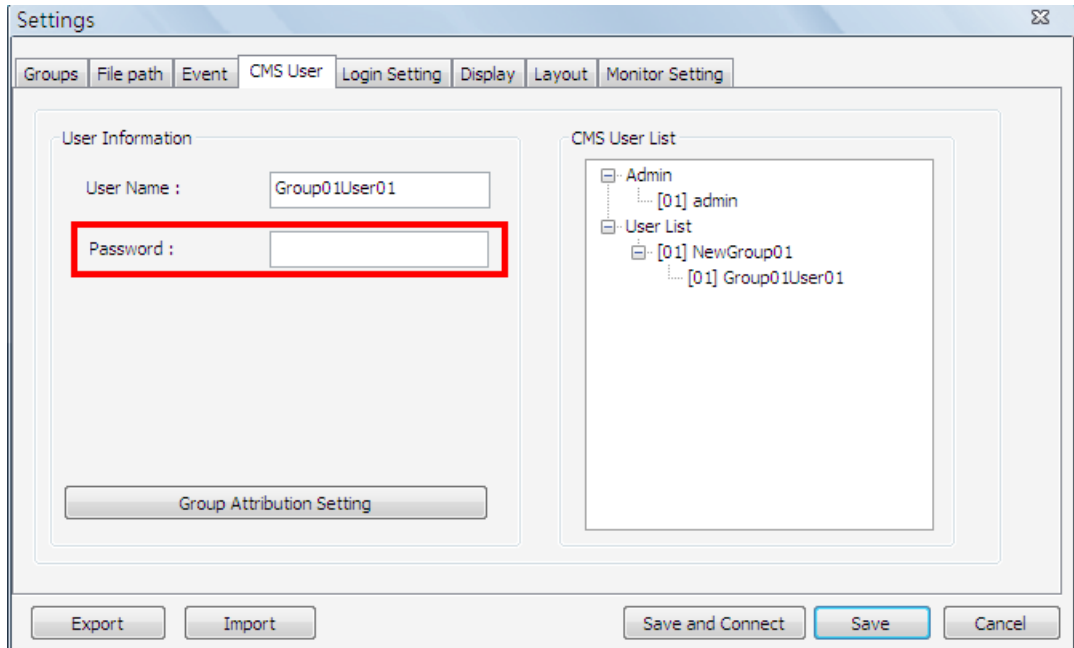 Settings
Groups File path Event CMS User Login Setting Display Layout Monitor Setting
User Information
User Name :
Group01User01
Password :
Group Attribution Setting
CMS User List
Admin
[01] admin
User List
[01] NewGroup01
[01] Group01User01
Export Import Save and Connect Save Cancel